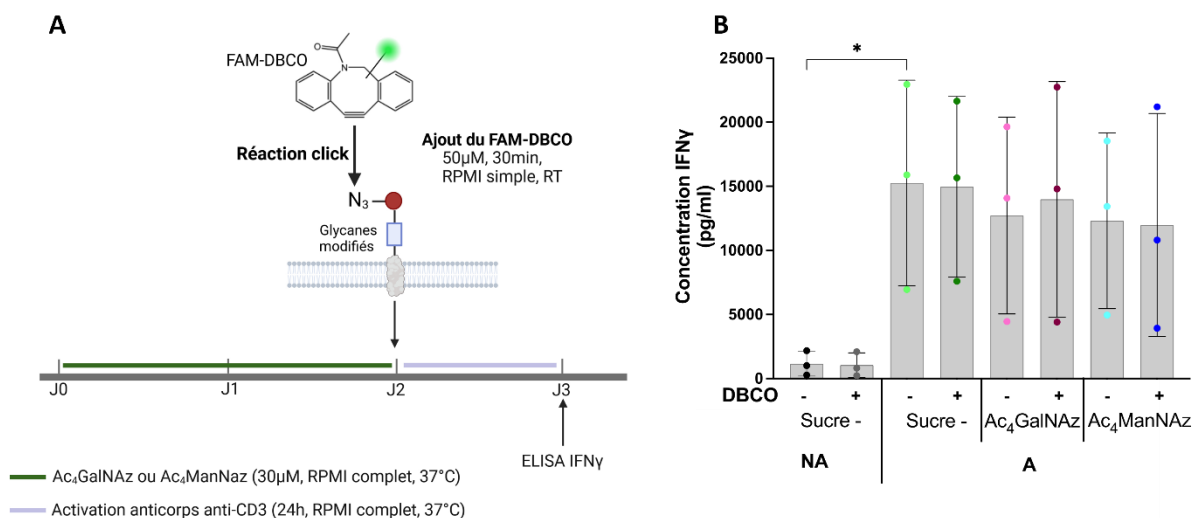 A
FAM-DBCO
O
N
Réaction click
Ajout du FAM-DBCO
50µM, 30min,
RPMI simple, RT
N₃
Glycanes
modifiés
J0 J1 J2 J3
ELISA IFNγ
Ac₄GalNAz ou Ac₄ManNaz (30µM, RPMI complet, 37°C)
Activation anticorps anti-CD3 (24h, RPMI complet, 37°C)
B
Concentration IFNγ
(pg/ml)
25000
20000
15000
10000
5000
0
*
DBCO - + - + - + - +
Sucre - Sucre - Ac₄GalNAz Ac₄ManNAz
NA A